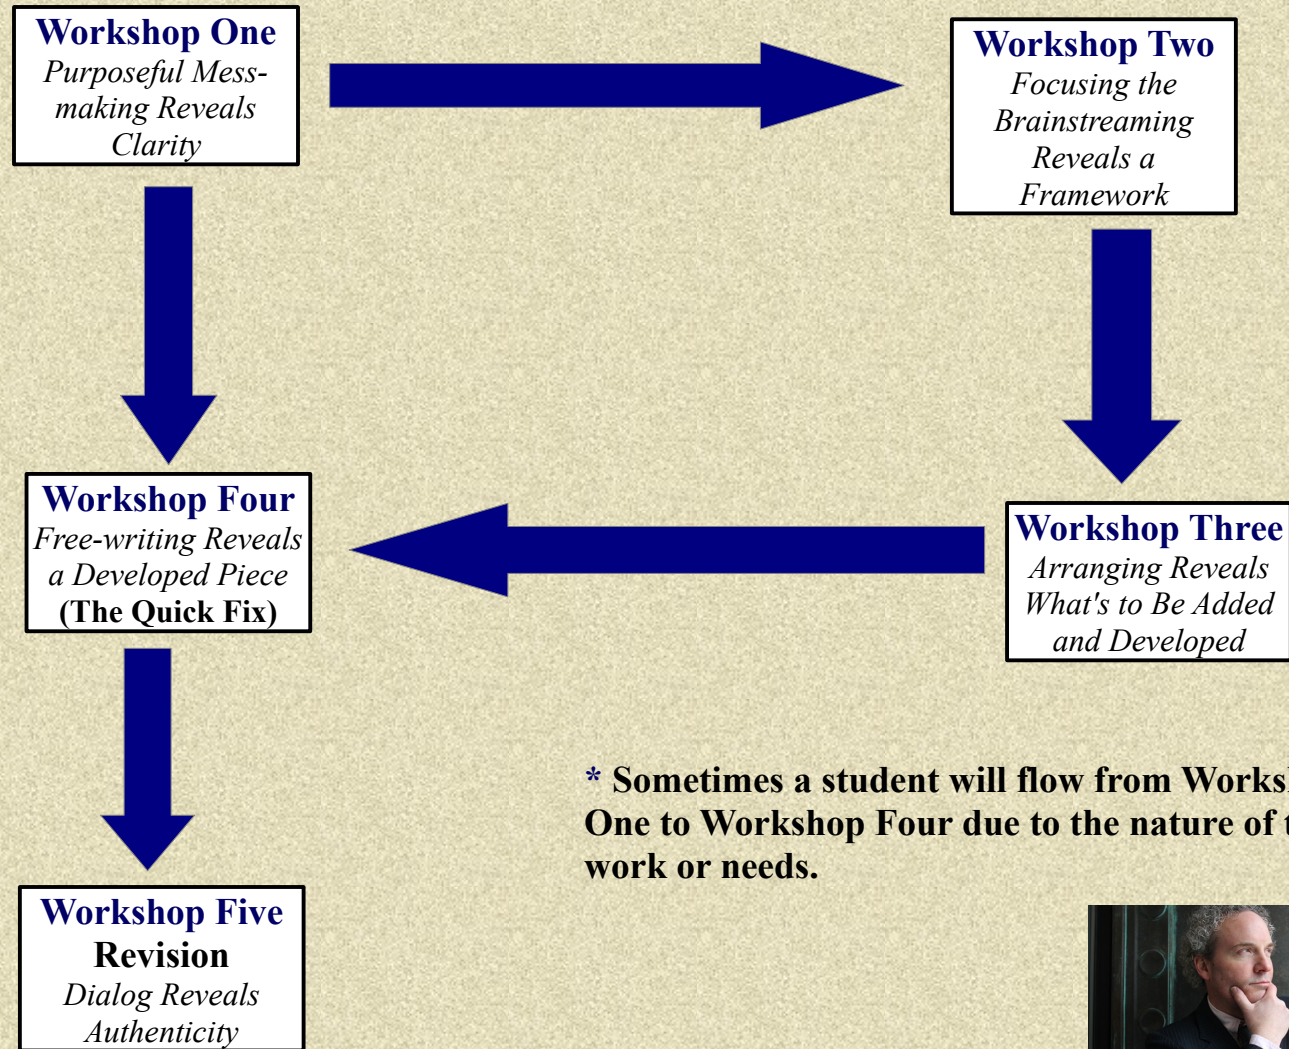 Workshop One
Purposeful Mess-
making Reveals
Clarity
Workshop Two
Focusing the
Brainstreaming
Reveals a
Framework
Workshop Four
Free-writing Reveals
a Developed Piece
(The Quick Fix)
Workshop Three
Arranging Reveals
What's to Be Added
and Developed
* Sometimes a student will flow from
One to Workshop Four due to the nature of
work or needs.
Workshop Five
Revision
Dialog Reveals
Authenticity